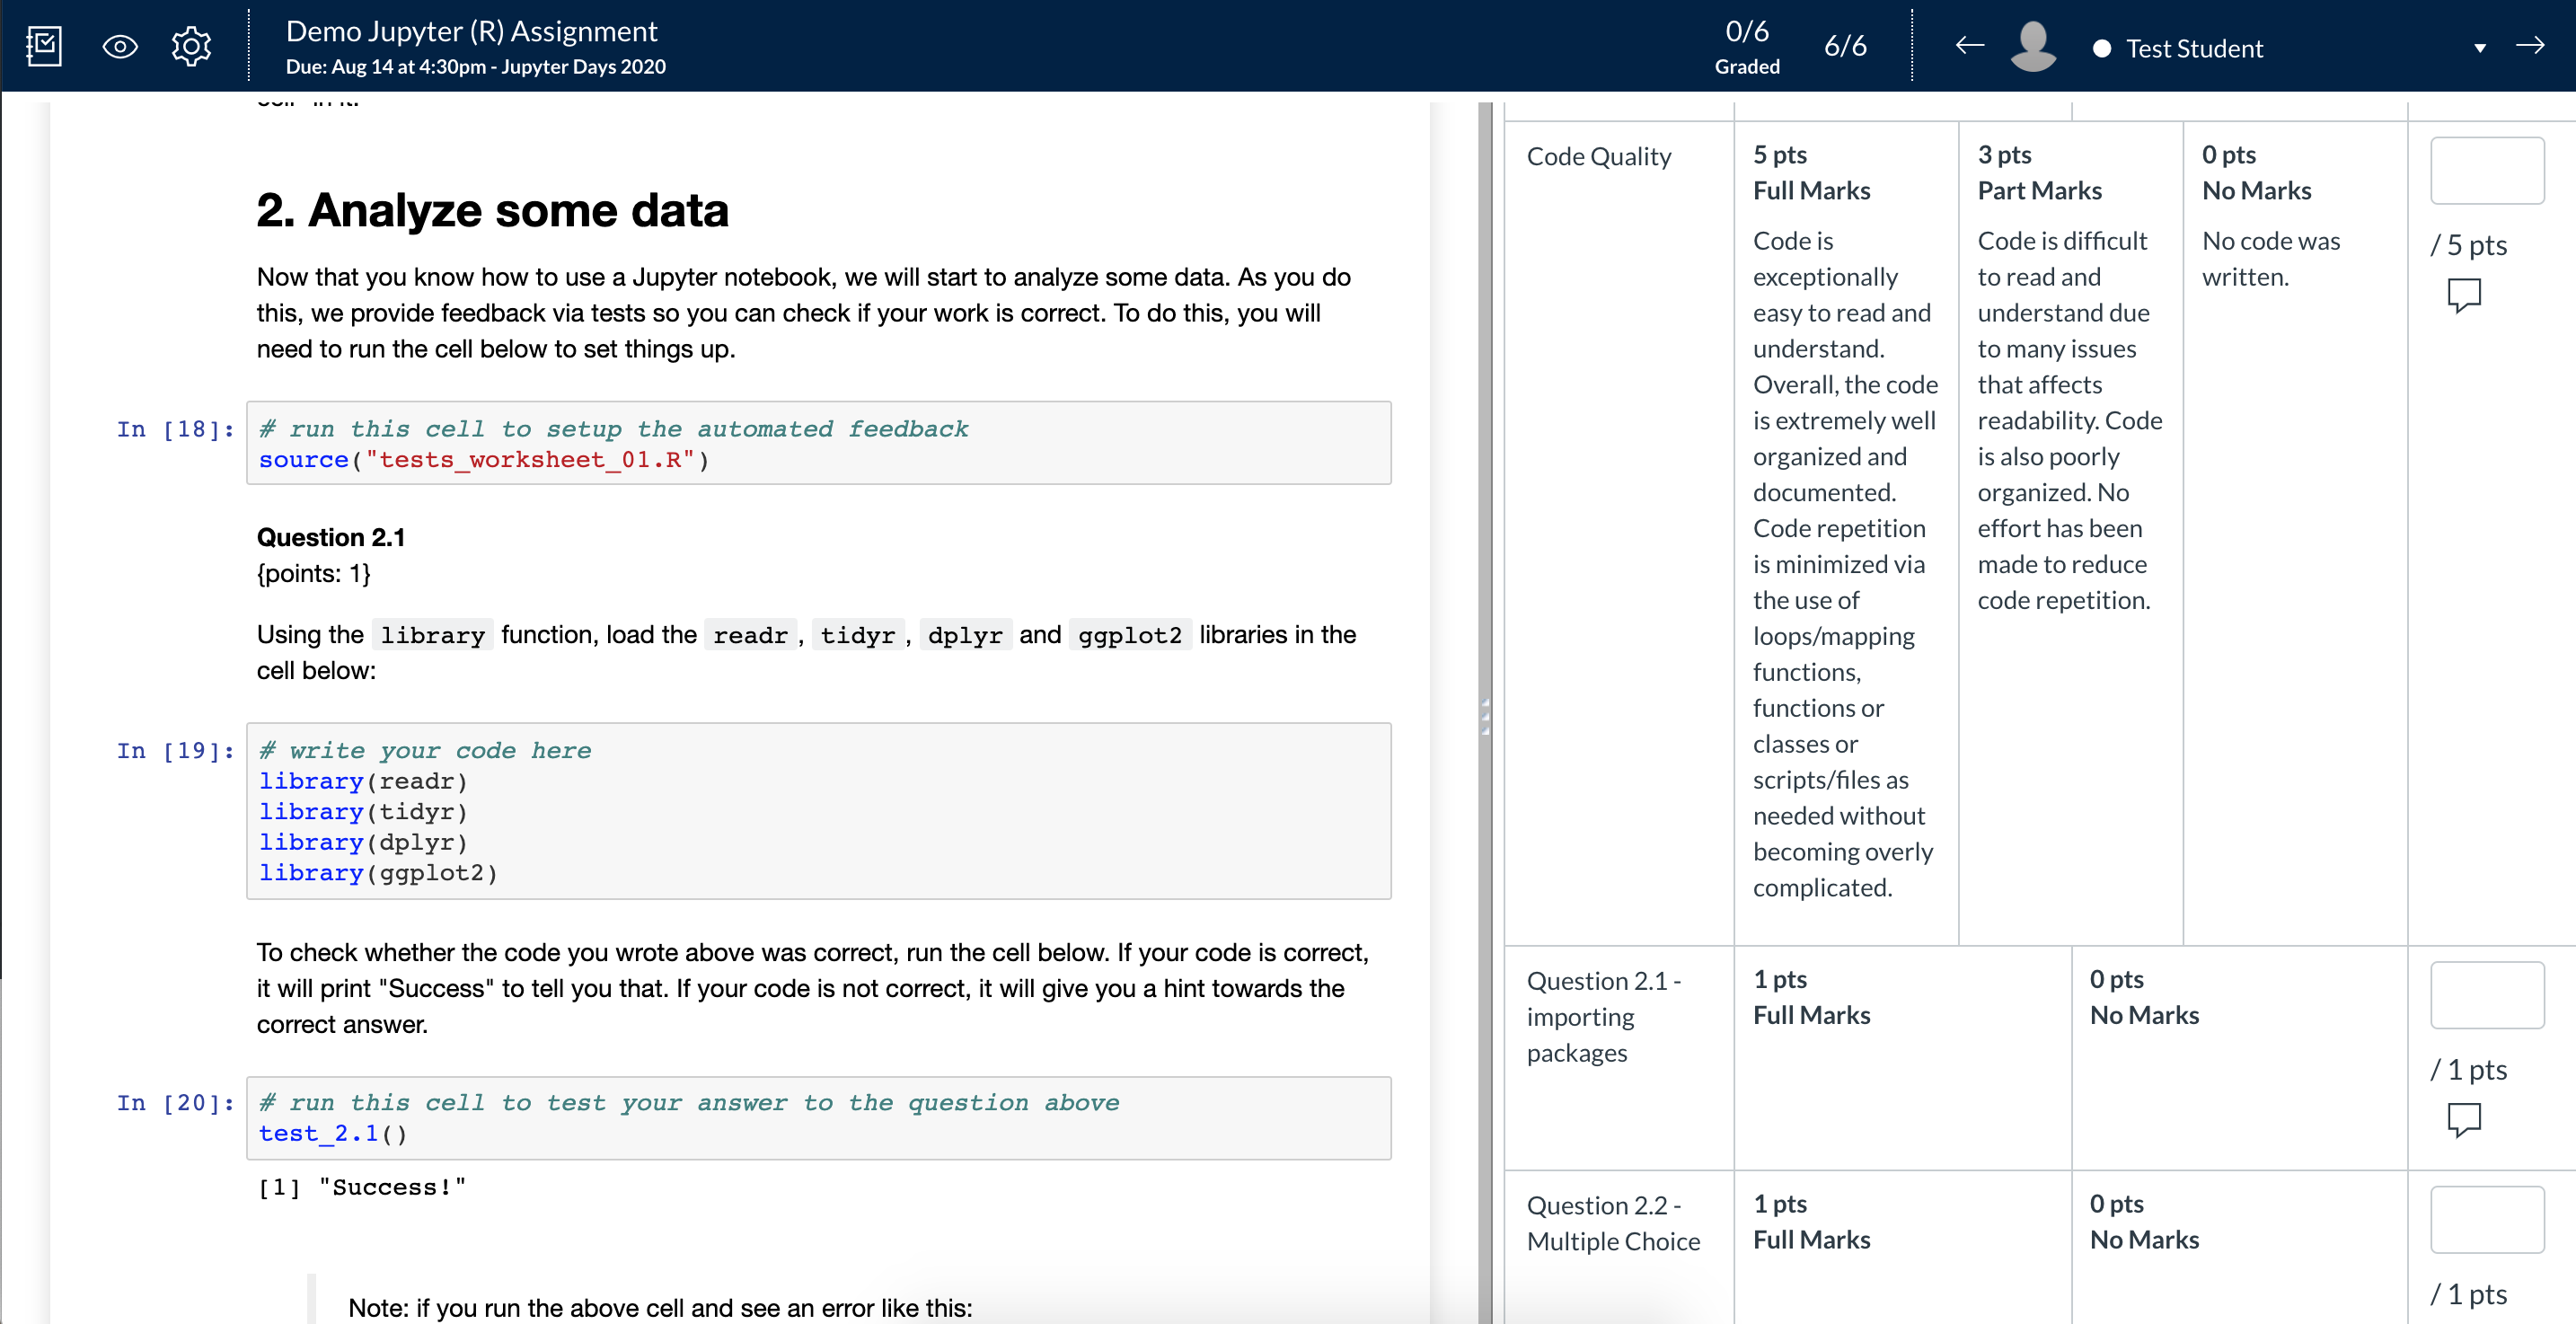 Demo Jupyter (R) Assignment
Due: Aug 14 at 4:30pm - Jupyter Days 2020
0/6
Graded
6/6
Test Student
2. Analyze some data
Now that you know how to use a Jupyter notebook, we will start to analyze some data. As you do
this, we provide feedback via tests so you can check if your work is correct. To do this, you will
need to run the cell below to set things up.
In [18]:
# run this cell to setup the automated feedback
source("tests_worksheet_01.R")
Question 2.1
{points: 1}
Using the library function, load the readr , tidyr , dplyr and ggplot2 libraries in the
cell below:
In [19]:
# write your code here
library(readr)
library(tidyr)
library(dplyr)
library(ggplot2)
To check whether the code you wrote above was correct, run the cell below. If your code is correct,
it will print "Success" to tell you that. If your code is not correct, it will give you a hint towards the
correct answer.
In [20]:
# run this cell to test your answer to the question above
test_2.1()
[1] "Success!"
Note: if you run the above cell and see an error like this:
Code Quality
5 pts
Full Marks
Code is
exceptionally
easy to read and
understand.
Overall, the code
is extremely well
organized and
documented.
Code repetition
is minimized via
the use of
loops/mapping
functions,
functions or
classes or
scripts/files as
needed without
becoming overly
complicated.
3 pts
Part Marks
Code is difficult
to read and
understand due
to many issues
that affects
readability. Code
is also poorly
organized. No
effort has been
made to reduce
code repetition.
0 pts
No Marks
No code was
written.
/ 5 pts
Question 2.1 -
importing
packages
1 pts
Full Marks
0 pts
No Marks
/ 1 pts
Question 2.2 -
Multiple Choice
1 pts
Full Marks
0 pts
No Marks
/ 1 pts